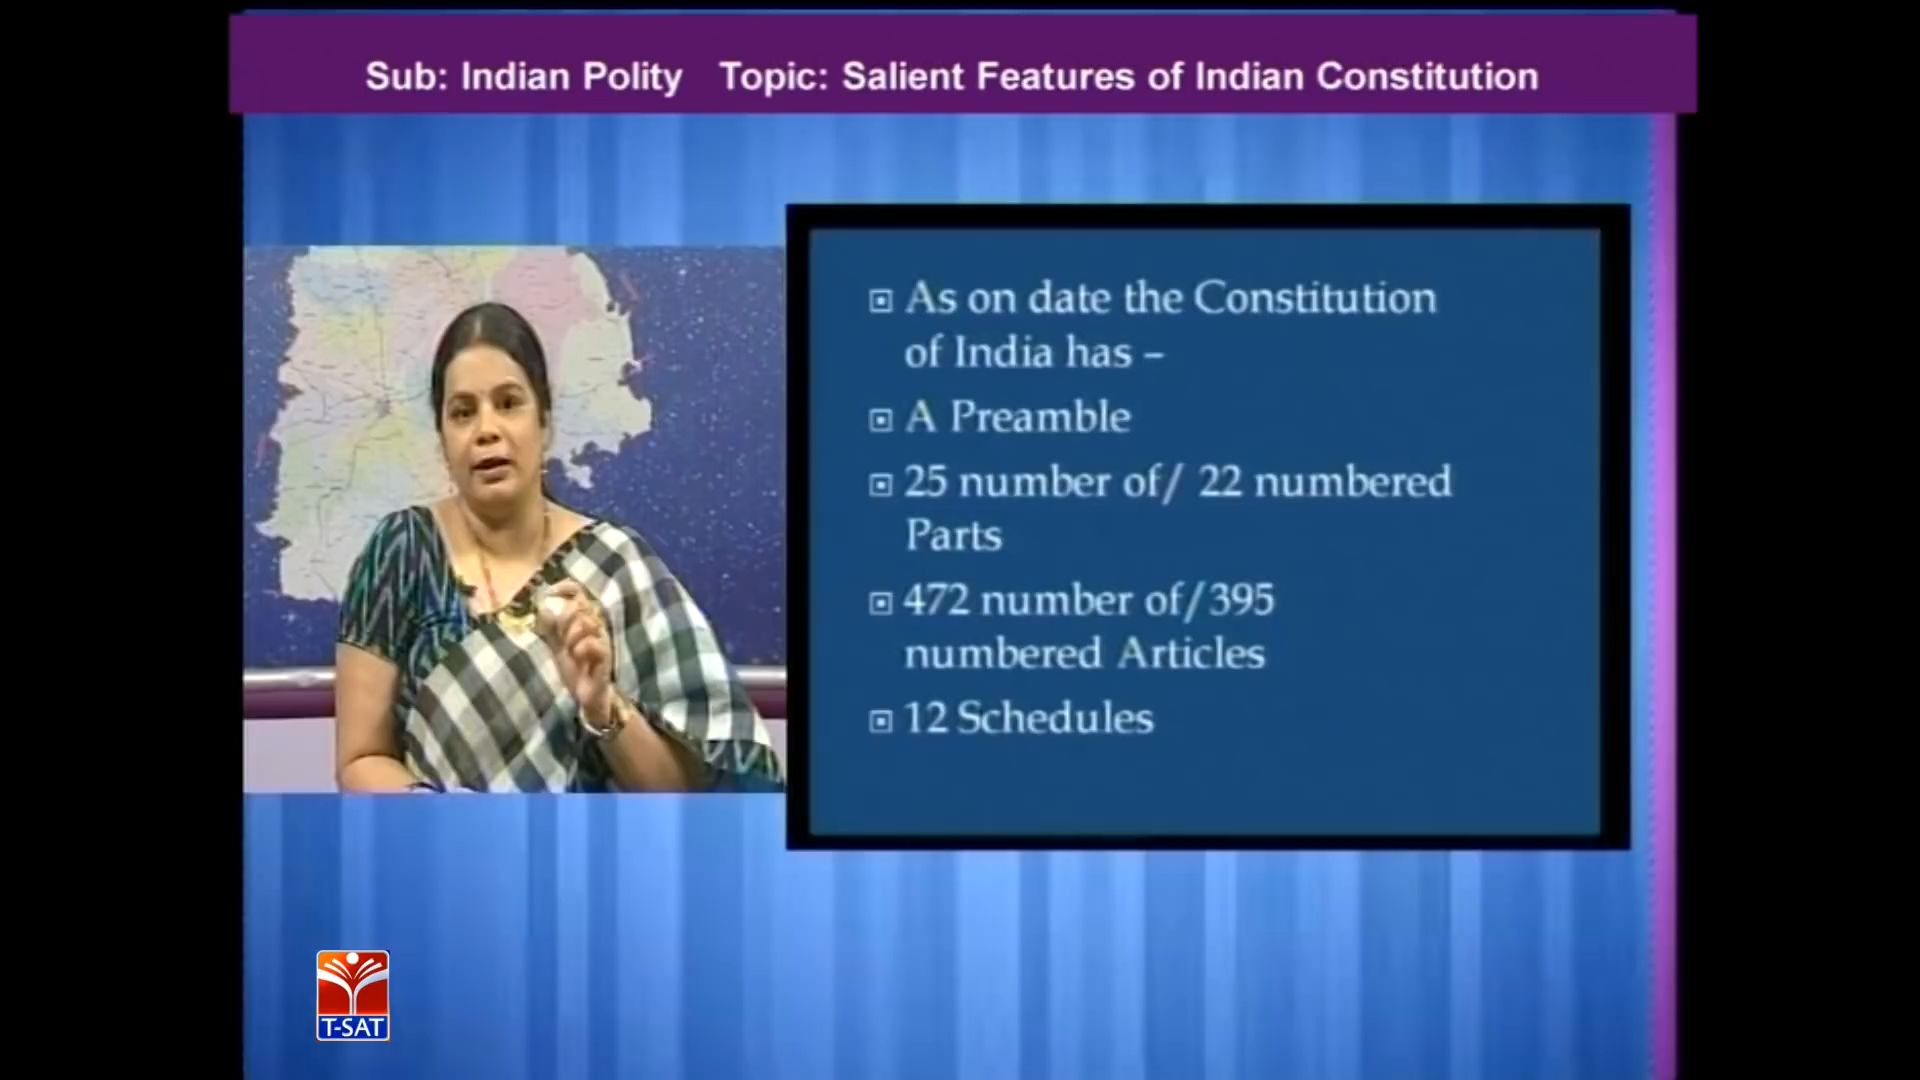 Sub: Indian Polity Topic: Salient Features of Indian Constitution
As on date the Constitution
of India has –
A Preamble
25 number of/ 22 numbered
Parts
472 number of/395
numbered Articles
12 Schedules
T-SAT